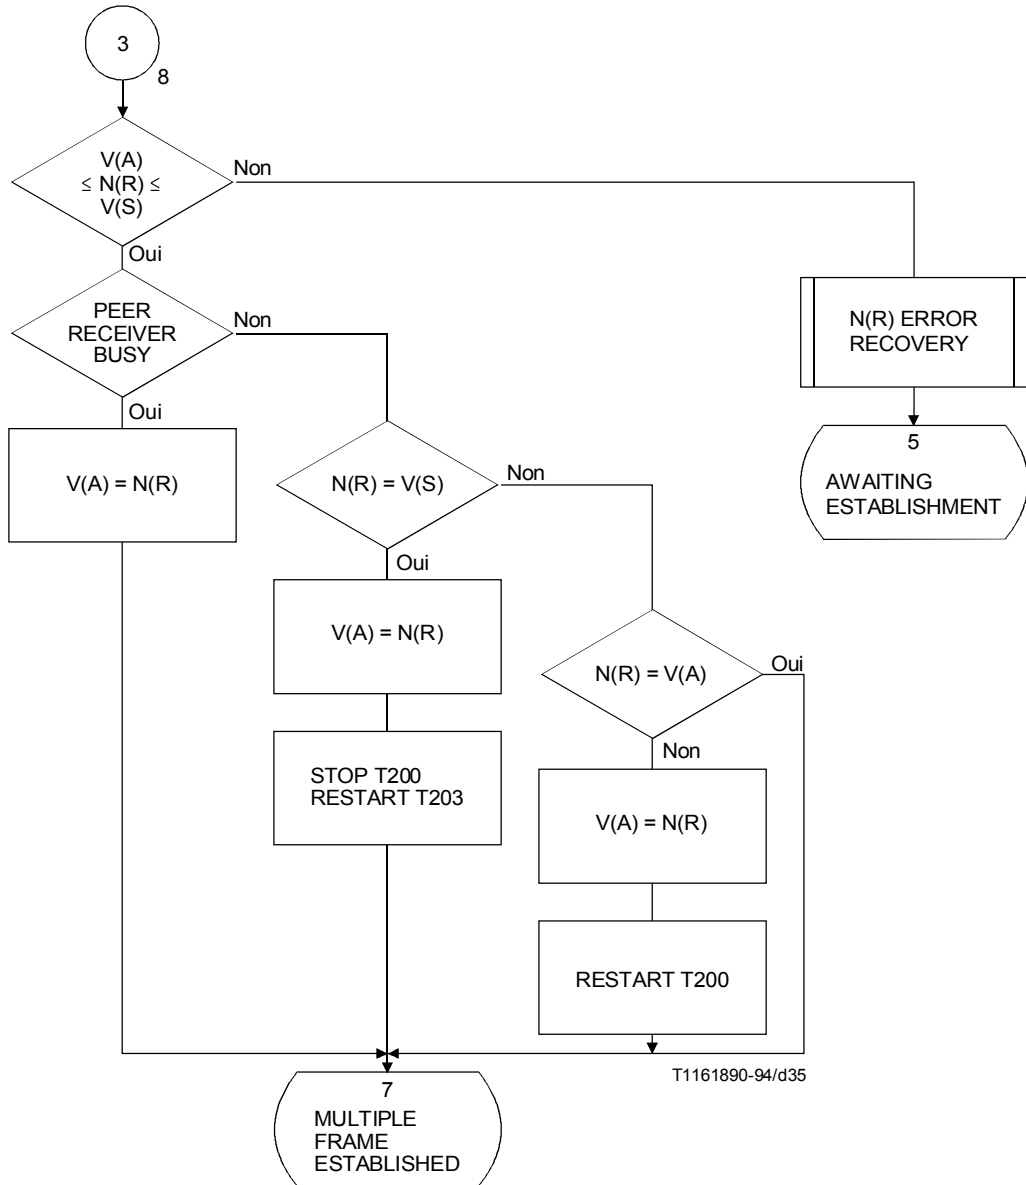 3
8
V(A)
≤ N(R) ≤
V(S)
Non
Oui
PEER
RECEIVER
BUSY
Non
Oui
N(R) ERROR
RECOVERY
V(A) = N(R)
N(R) = V(S)
Non
Oui
5
AWAITING
ESTABLISHMENT
V(A) = N(R)
N(R) = V(A)
Oui
Non
STOP T200
RESTART T203
V(A) = N(R)
RESTART T200
T1161890-94/d35
7
MULTIPLE
FRAME
ESTABLISHED